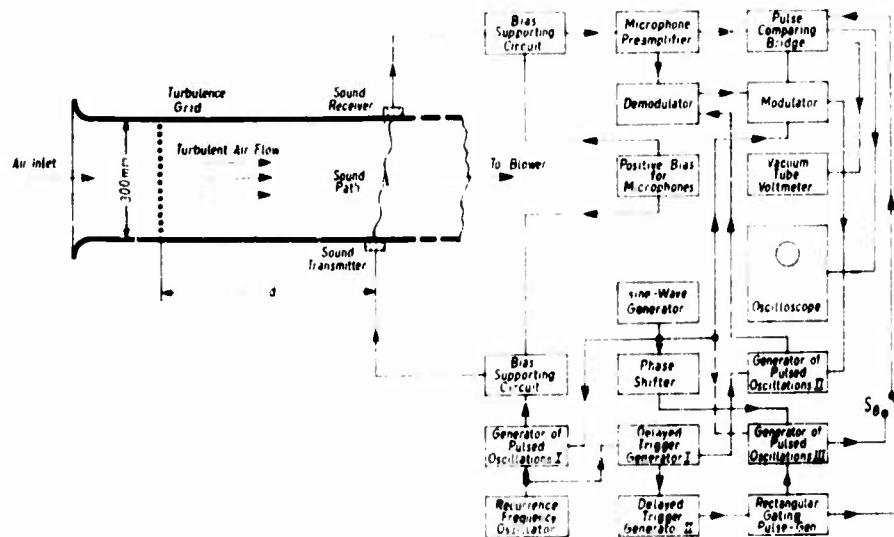 Bias
Supporting
Circuit
Microphone
Preamplifier
Pulse
Comparing
Bridge
Turbulence
Grid
Sound
Receiver
Demodulator
Modulator
Air Inlet
300 mm
Turbulent Air Flow
Sound
Path
To Blower
Positive Bias
for
Microphones
Vacuum
Tube
Voltmeter
Sound
Transmitter
d
Sine-Wave
Generator
Oscilloscope
Bias
Supporting
Circuit
Phase
Shifter
Generator of
Pulsed
Oscillations II
S8
Generator of
Pulsed
Oscillations I
Delayed
Trigger
Generator I
Generator of
Pulsed
Oscillations III
Recurrence
Frequency
Oscillator
Delayed
Trigger
Generator II
Rectangular
Gating
Pulse-Gen